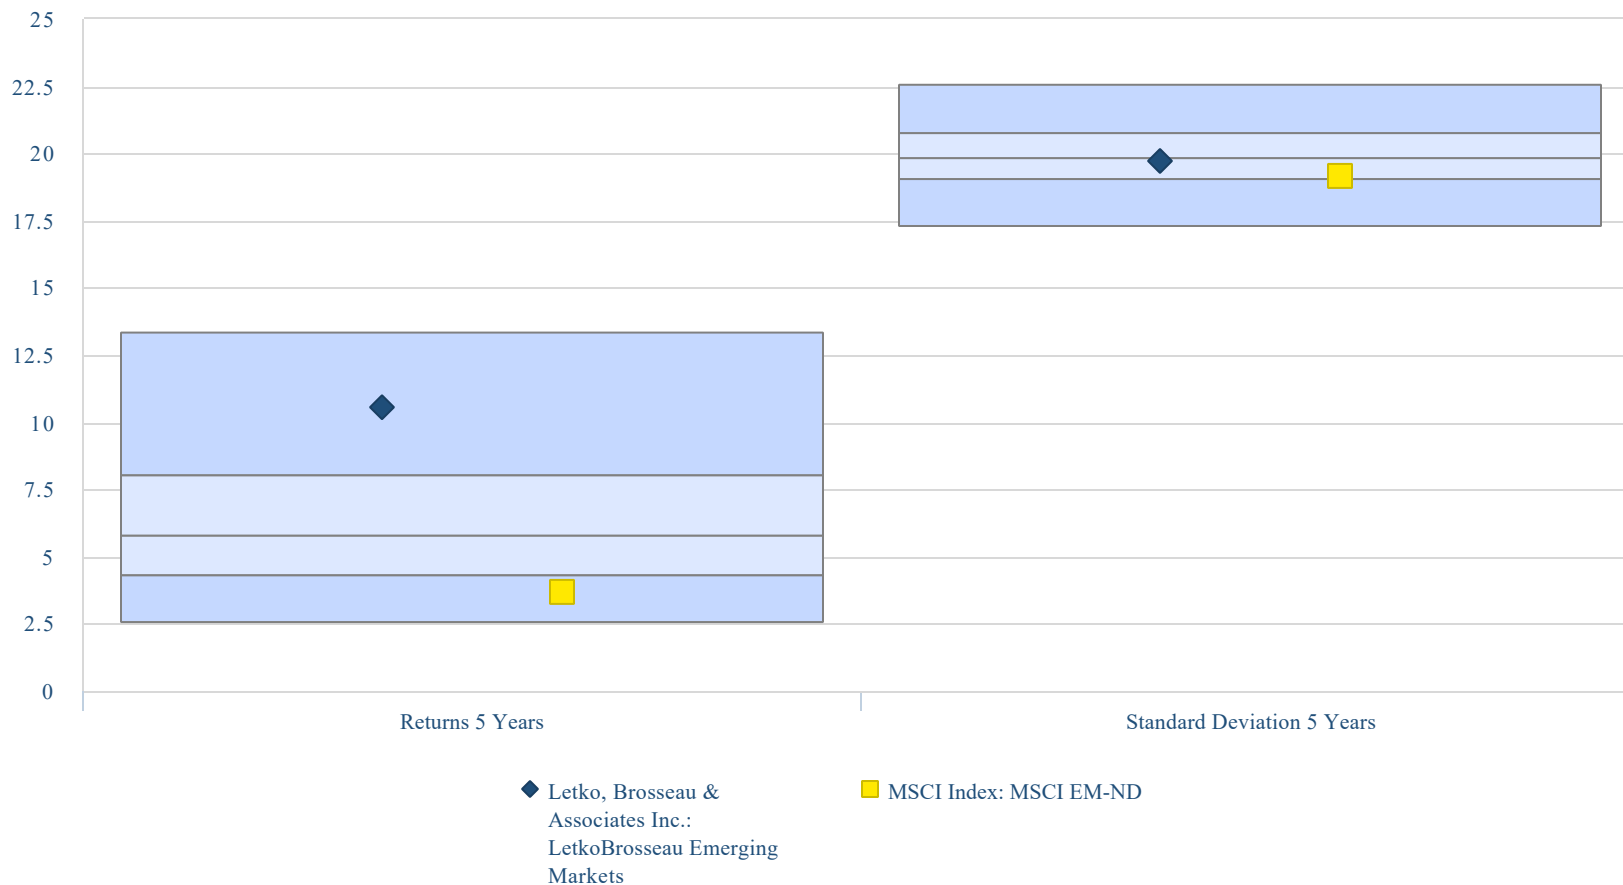 25
22.5
20
17.5
15
12.5
10
7.5
5
2.5
0
Returns 5 Years
Standard Deviation 5 Years
Letko, Brosseau &
Associates Inc.:
LetkoBrosseau Emerging
Markets
MSCI Index: MSCI EM-ND